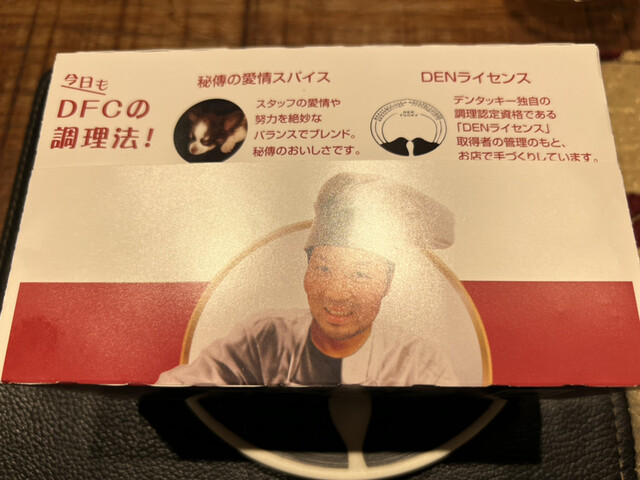 今日も
DFCの
調理法!
秘傳の愛情スパイス
スタッフの愛情や
努力を絶妙な
バランスでブレンド。
秘傳のおいしさです。
DENライセンス
デンタッキー独自の
調理認定資格である
「DENライセンス」
取得者の管理のもと、
お店で手づくりしています。